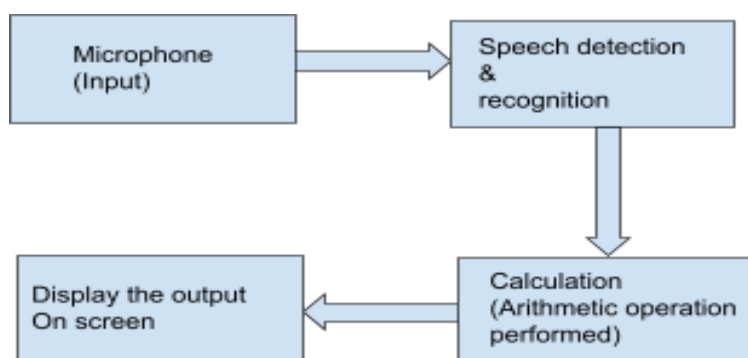 Microphone
(Input)
Speech detection
&
recognition
Calculation
(Arithmetic operation
performed)
Display the output
On screen